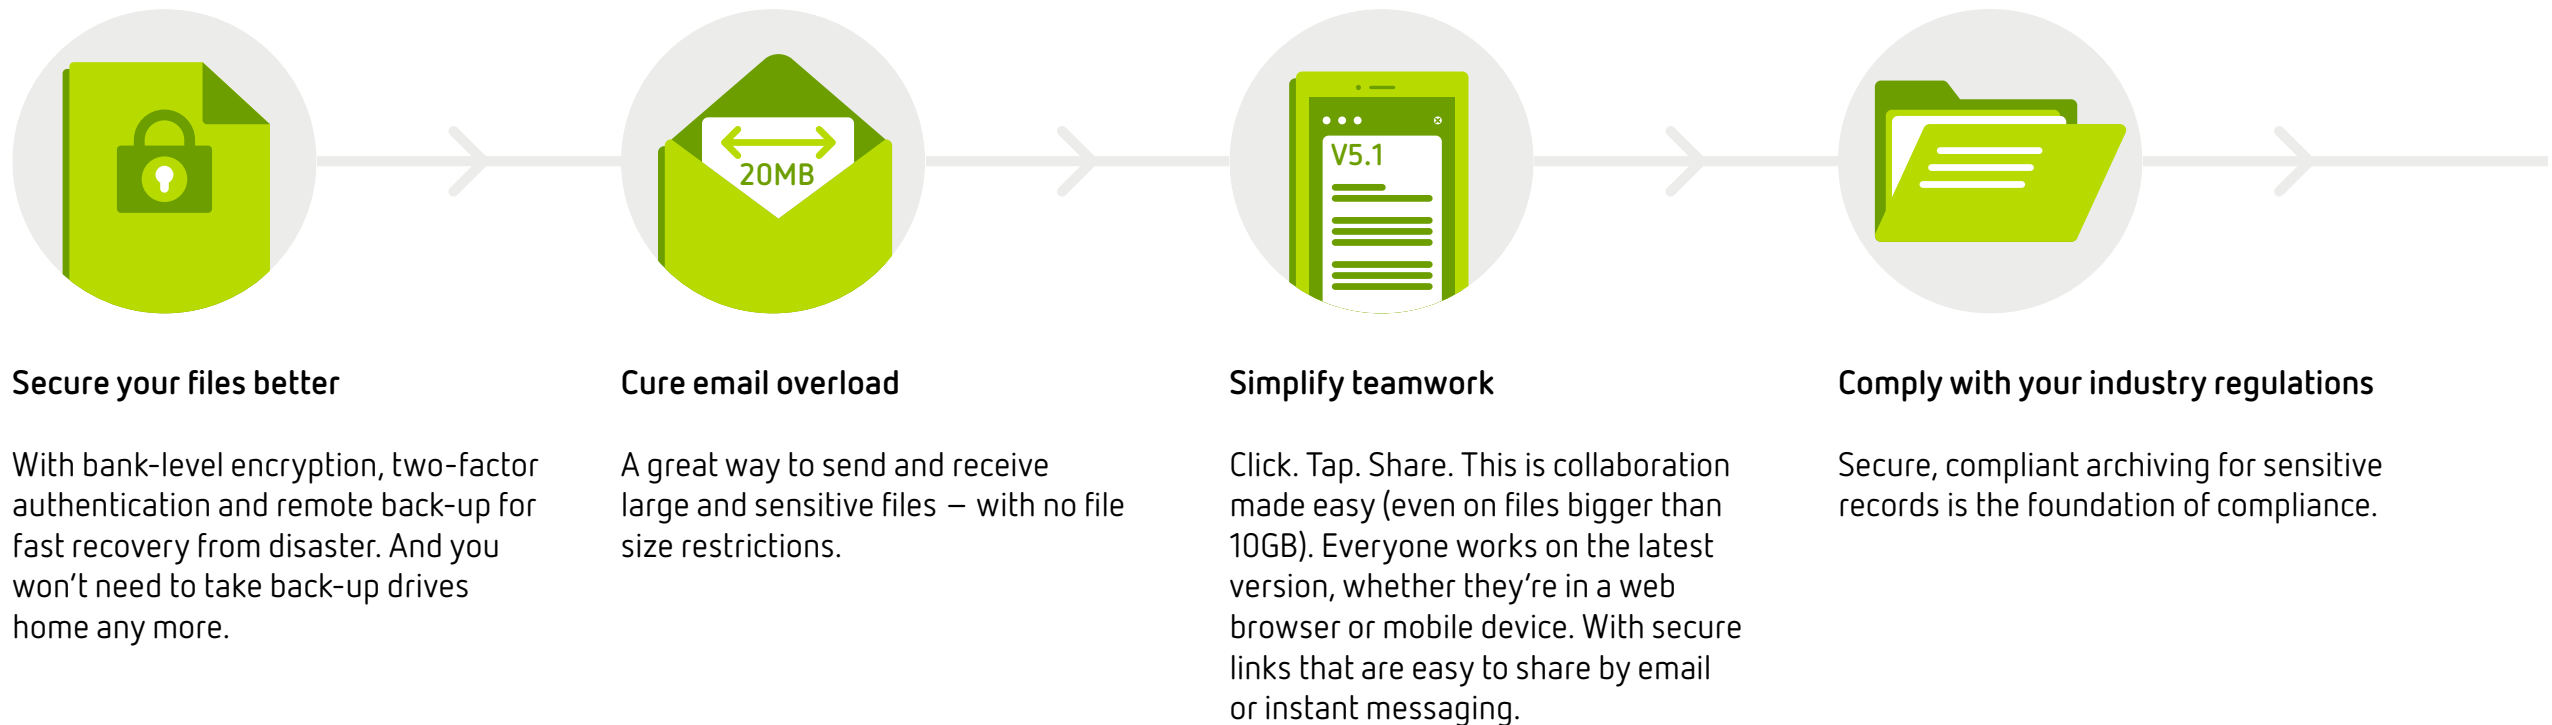 20MB
V5.1
Secure your files better
With bank-level encryption, two-factor
authentication and remote back-up for
fast recovery from disaster. And you
won't need to take back-up drives
home any more.
Cure email overload
A great way to send and receive
large and sensitive files – with no file
size restrictions.
Simplify teamwork
Click. Tap. Share. This is collaboration
made easy (even on files bigger than
10GB). Everyone works on the latest
version, whether they're in a web
browser or mobile device. With secure
links that are easy to share by email
or instant messaging.
Comply with your industry regulations
Secure, compliant archiving for sensitive
records is the foundation of compliance.